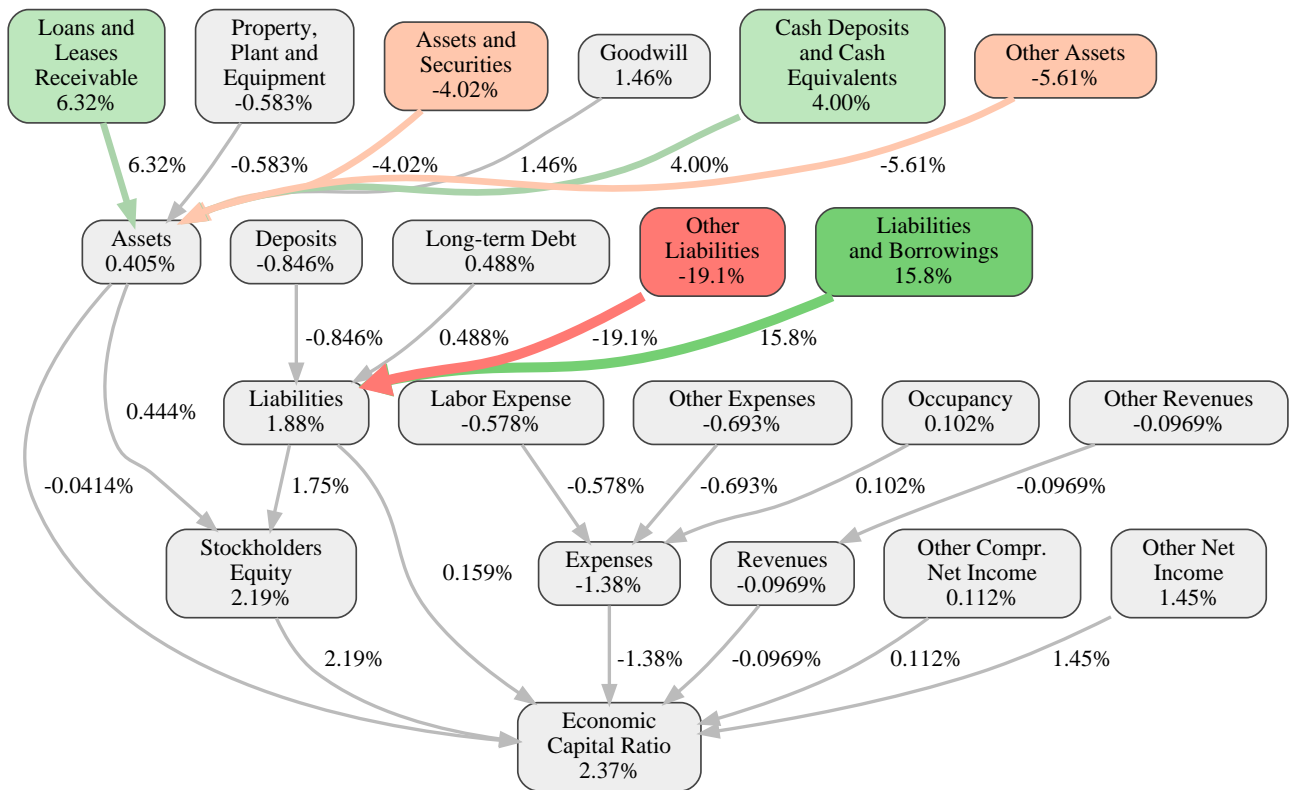 Loans and
Leases
Receivable
6.32%
Property,
Plant and
Equipment
-0.583%
Assets and
Securities
-4.02%
Goodwill
1.46%
Cash Deposits
and Cash
Equivalents
4.00%
Other Assets
-5.61%
6.32%
-0.583%
-4.02%
1.46%
4.00%
-5.61%
Assets
0.405%
Deposits
-0.846%
Long-term Debt
0.488%
Other
Liabilities
-19.1%
Liabilities
and Borrowings
15.8%
-0.846%
0.488%
-19.1%
15.8%
0.444%
Liabilities
1.88%
Labor Expense
-0.578%
Other Expenses
-0.693%
Occupancy
0.102%
Other Revenues
-0.0969%
-0.0414%
1.75%
-0.578%
-0.693%
0.102%
-0.0969%
Stockholders
Equity
2.19%
0.159%
Expenses
-1.38%
Revenues
-0.0969%
Other Compr.
Net Income
0.112%
Other Net
Income
1.45%
2.19%
-1.38%
-0.0969%
0.112%
1.45%
Economic
Capital Ratio
2.37%